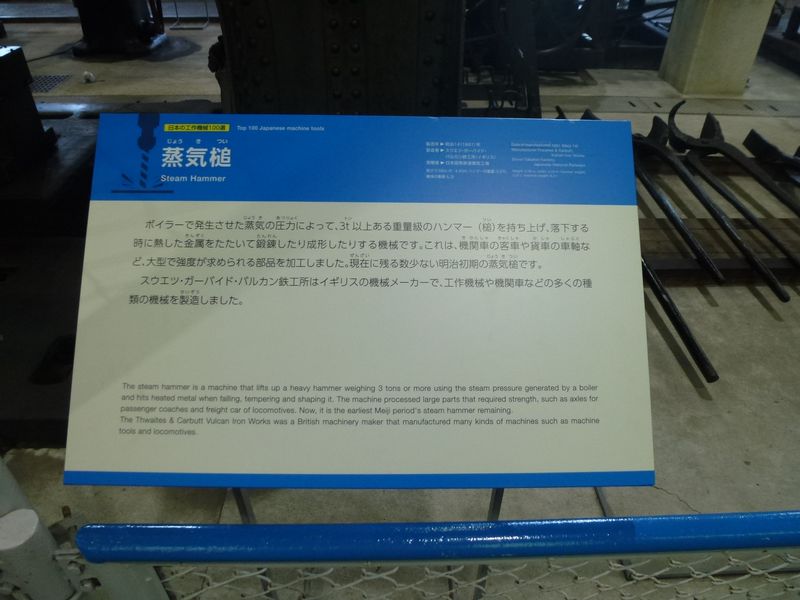 日本の工作機械100選 Top 100 Japanese machine tools
じょう き つい
蒸気槌
Steam Hammer
ボイラーで発生させた蒸気の圧力によって、3t以上ある重量級のハンマー（槌）を持ち上げ、落下する
時に熱した金属をたたいて鍛錬したり成形したりする機械です。これは、機関車の客車や貨車の車軸な
ど、大型で強度が求められる部品を加工しました。現在に残る数少ない明治初期の蒸気槌です。
スウエツ・ガーバイド・バルカン鉄工所はイギリスの機械メーカーで、工作機械や機関車などの多くの種
類の機械を製造しました。
The steam hammer is a machine that lifts up a heavy hammer weighing 3 tons or more using the steam pressure generated by a boiler
and hits heated metal when falling, tempering and shaping it. The machine processed large parts that required strength, such as axles for
passenger coaches and freight car of locomotives. Now, it is the earliest Meiji period's steam hammer remaining.
The Thwaites & Carbutt Vulcan Iron Works was a British machinery maker that manufactured many kinds of machines such as machine
tools and locomotives.